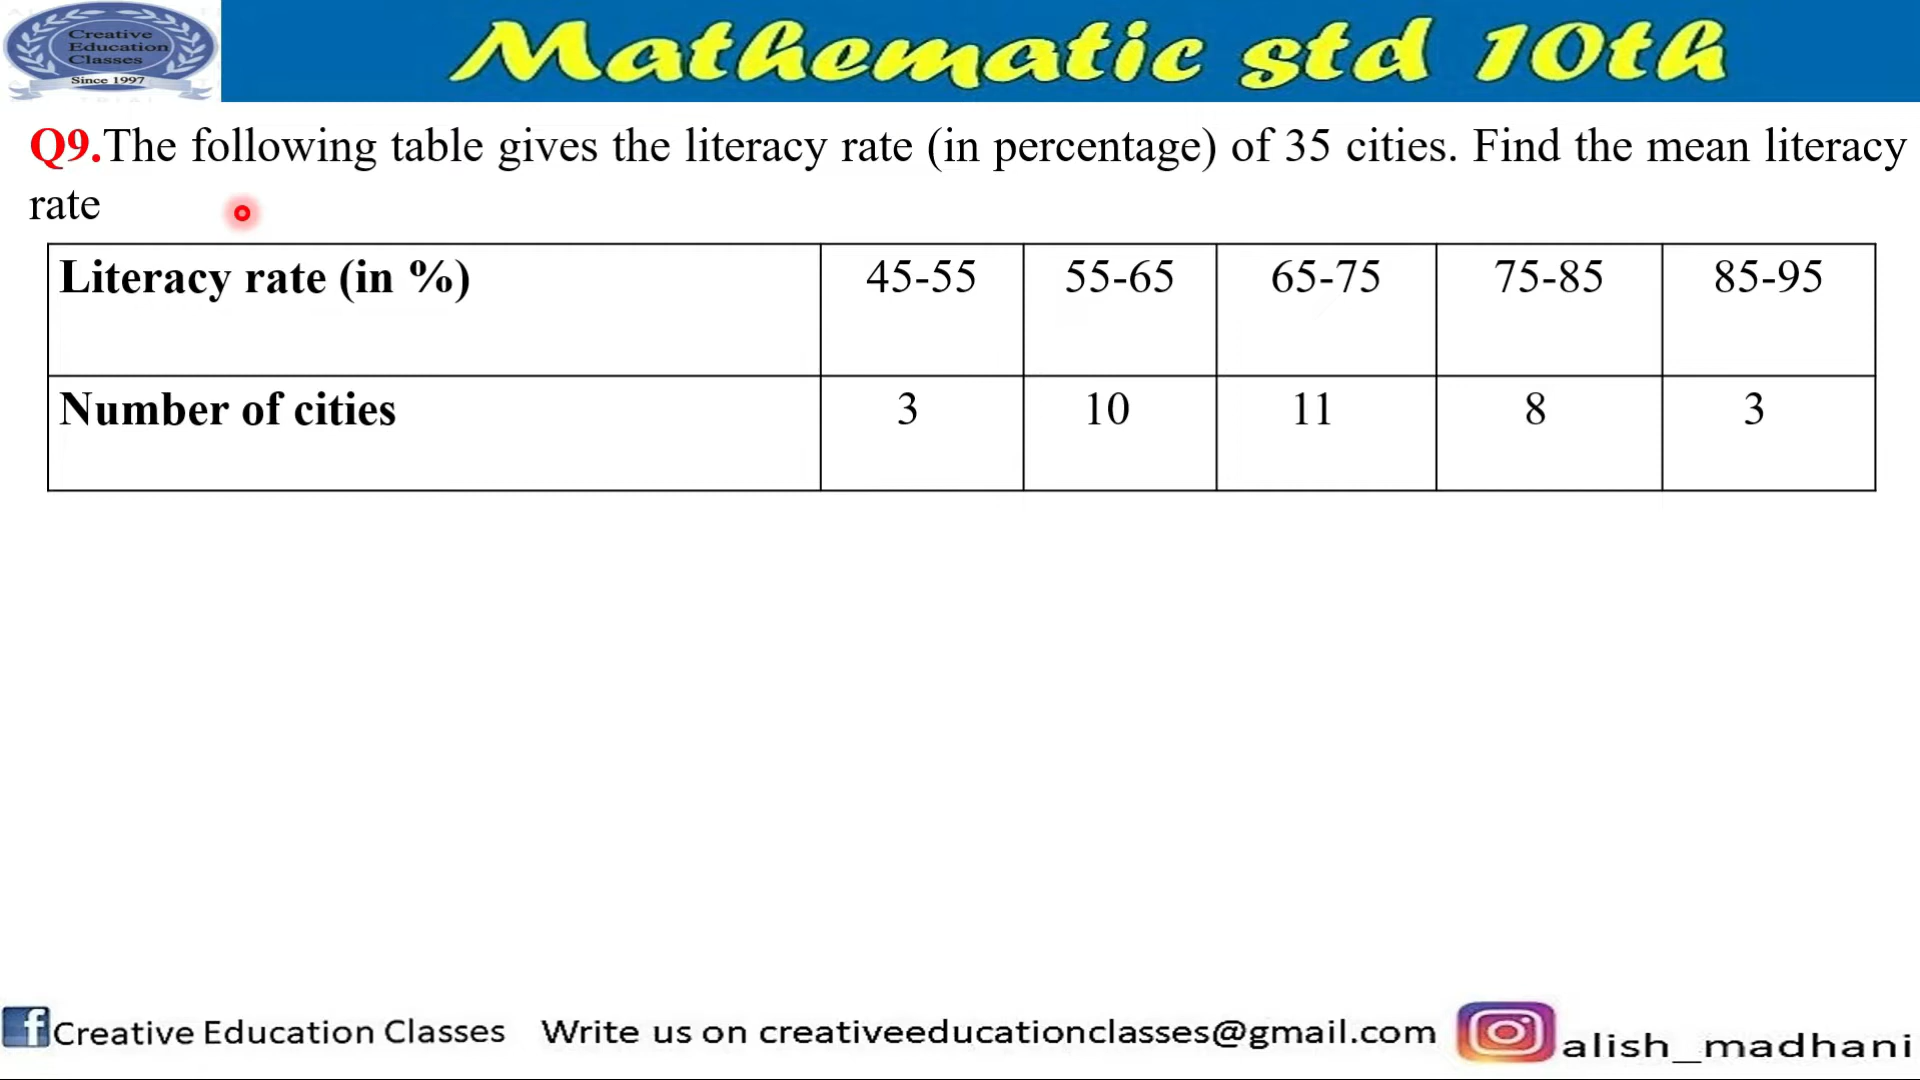 Creative
Education
Classes
Since 1997
Mathematic std 10th
Q9.The following table gives the literacy rate (in percentage) of 35 cities. Find the mean literacy
rate
Literacy rate (in %) 45-55 55-65 65-75 75-85 85-95
Number of cities 3 10 11 8 3
Creative Education Classes Write us on creativeeducationclasses@gmail.com alish_madhani